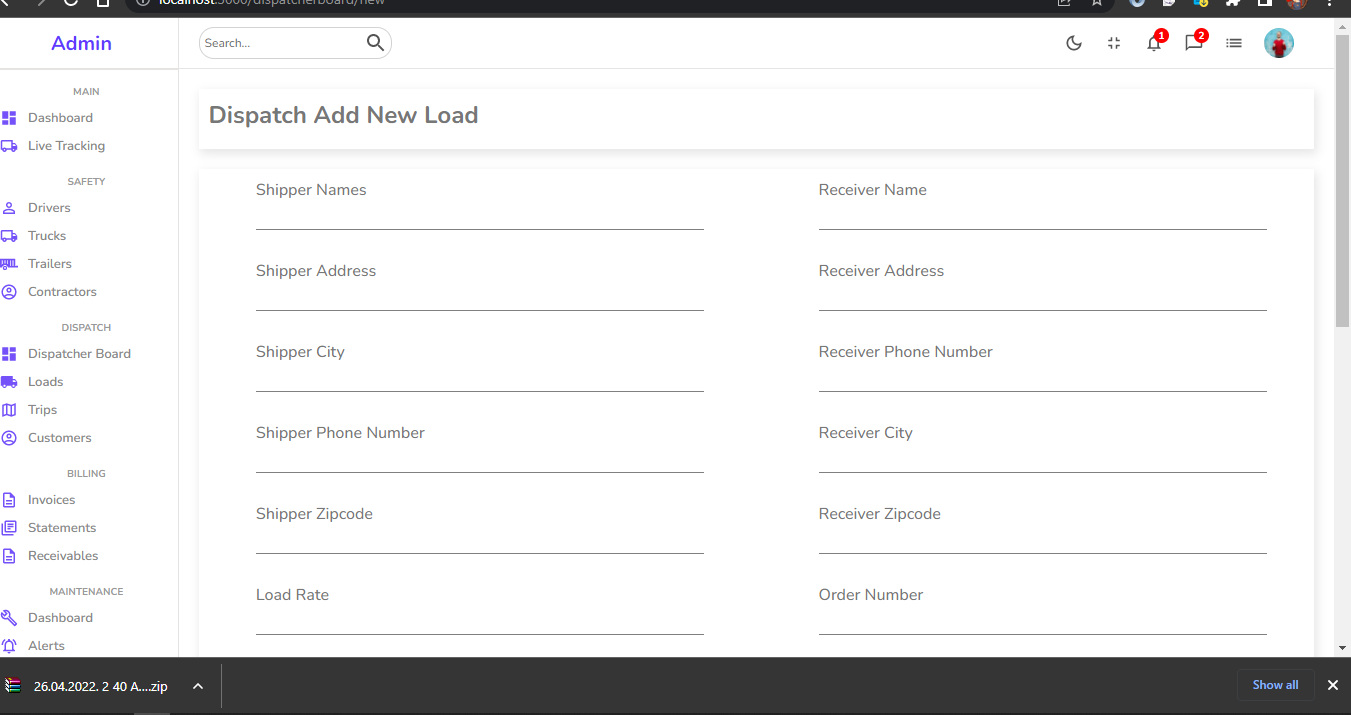 localhost:3000/dispatcherboard/new
Admin
Search...
1
2
MAIN
Dashboard
Live Tracking
SAFETY
Drivers
Trucks
Trailers
Contractors
DISPATCH
Dispatcher Board
Loads
Trips
Customers
BILLING
Invoices
Statements
Receivables
MAINTENANCE
Dashboard
Alerts
Dispatch Add New Load
Shipper Names
Receiver Name
Shipper Address
Receiver Address
Shipper City
Receiver Phone Number
Shipper Phone Number
Receiver City
Shipper Zipcode
Receiver Zipcode
Load Rate
Order Number
26.04.2022. 2 40 A....zip
Show all